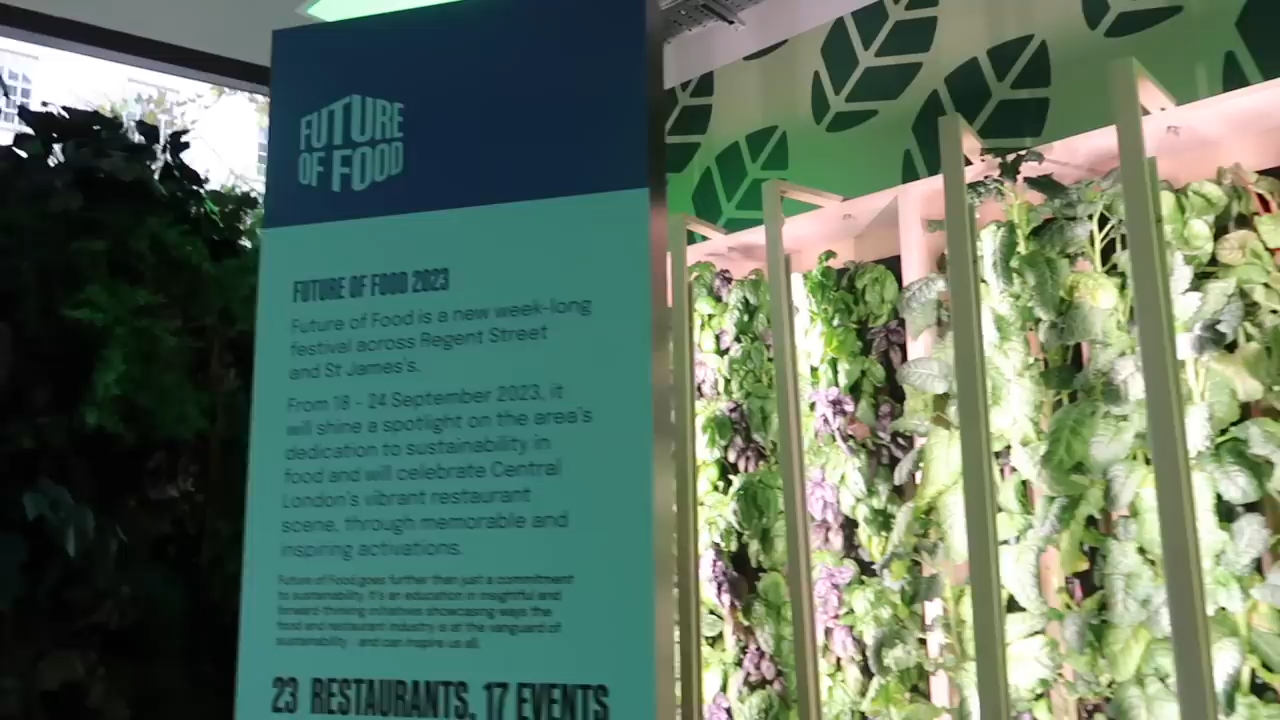 FUTURE
OF FOOD
FUTURE OF FOOD 2023
Future of Food is a new week-long
festival across Regent Street
and St James's.
From 18 - 24 September 2023, it
will shine a spotlight on the area's
dedication to sustainability in
food and will celebrate Central
London's vibrant restaurant
scene, through memorable and
inspiring activations.
Future of Food goes further than just a commitment
to sustainability. It's an education in insightful and
forward-thinking initiatives showcasing ways the
food and restaurant industry is at the vanguard of
sustainability - and can inspire us all.
23 RESTAURANTS, 17 EVENTS